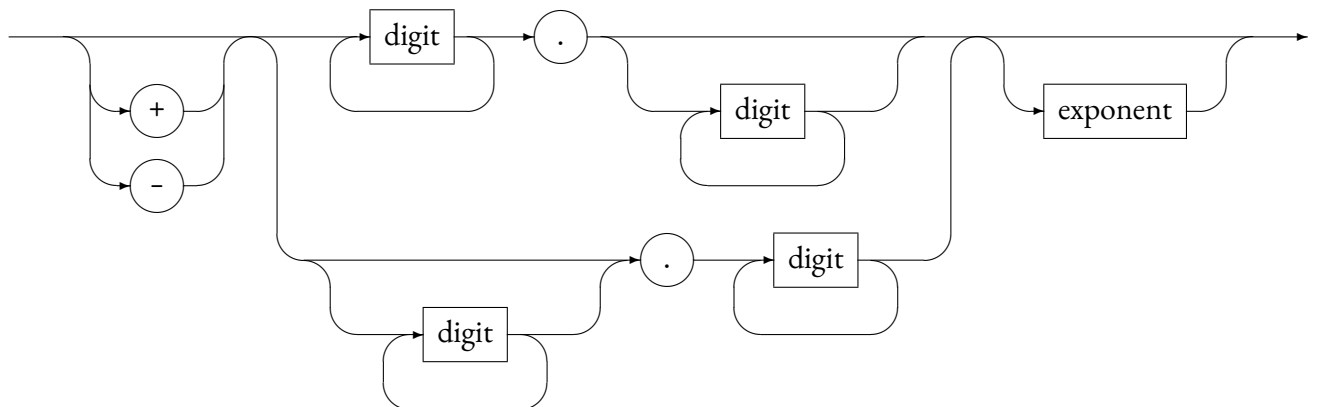 digit .
+ digit exponent
-
. digit
digit